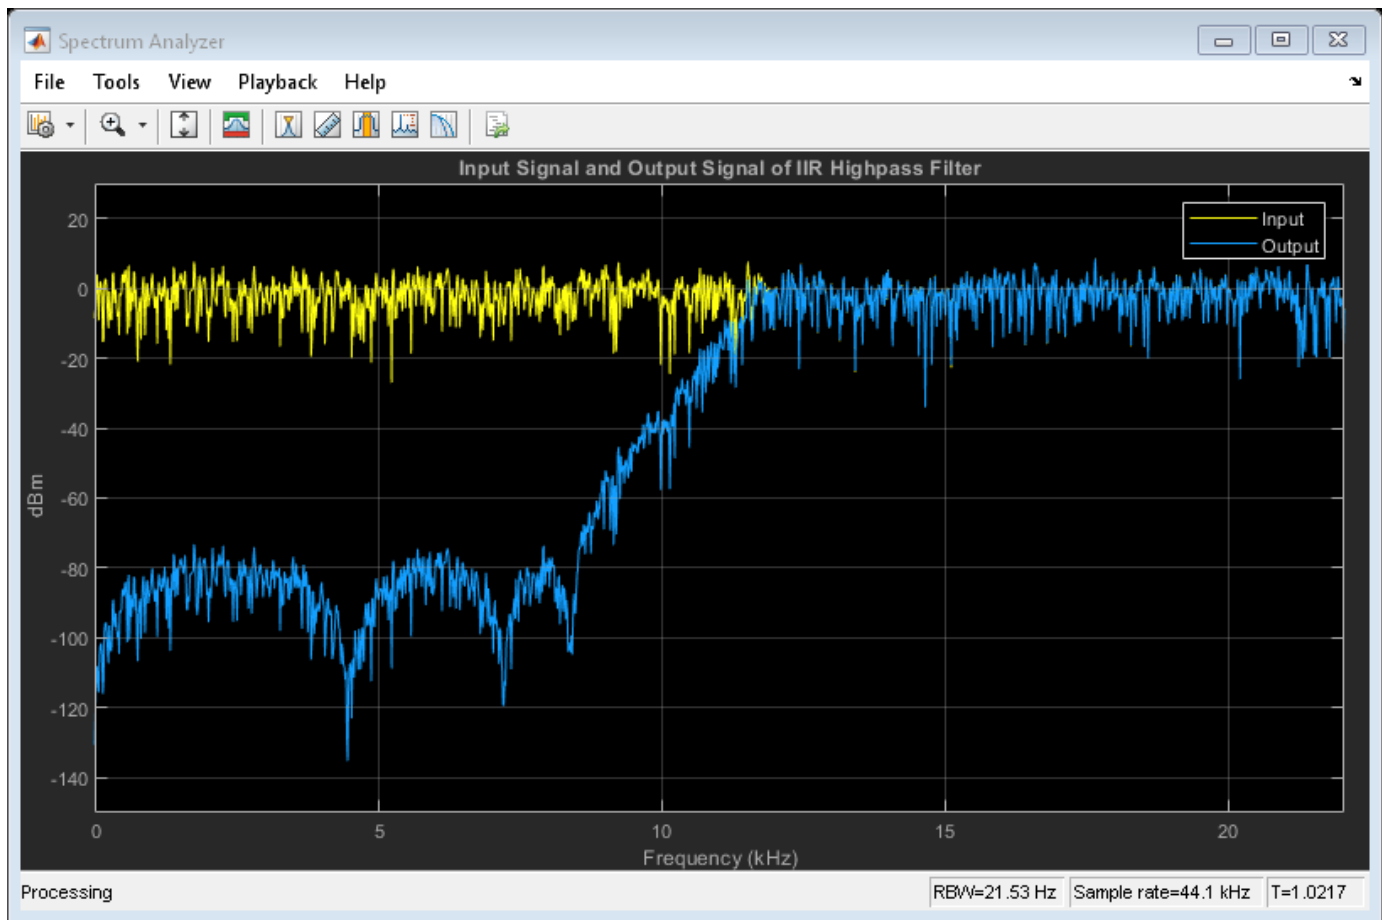 Spectrum Analyzer
File Tools View Playback Help
Input Signal and Output Signal of IIR Highpass Filter
Input
Output
20
0
-20
-40
-60
-80
-100
-120
-140
dBm
0 5 10 15 20
Frequency (kHz)
Processing RBW=21.53 Hz Sample rate=44.1 kHz T=1.0217